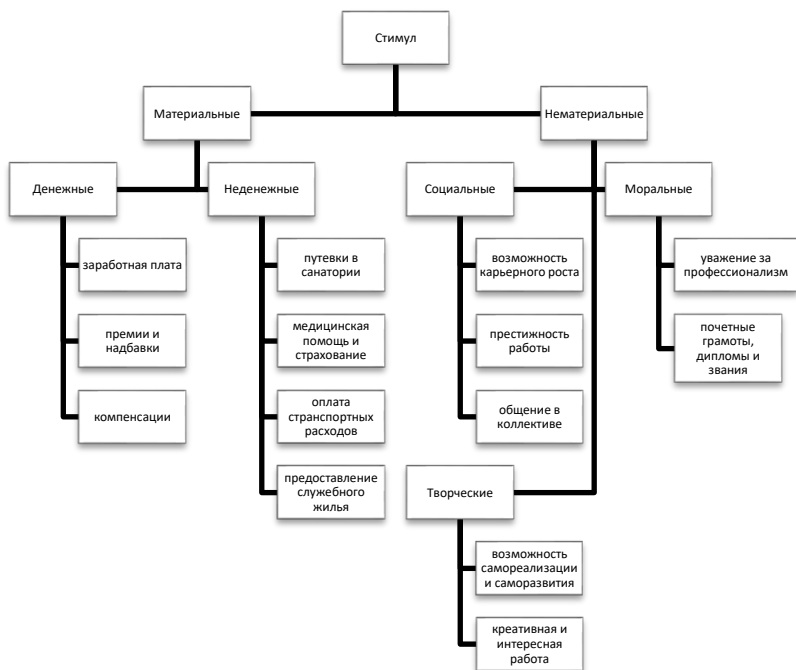 Стимул
Материальные
Нематериальные
Денежные
Неденежные
Социальные
Моральные
заработная плата
премии и
надбавки
компенсации
путевки в
санатории
медицинская
помощь и
страхование
оплата
странспортных
расходов
предоставление
служебного
жилья
возможность
карьерного роста
престижность
работы
общение в
коллективе
уважение за
профессионализм
почетные
грамоты,
дипломы и
звания
Творческие
возможность
самореализации
и саморазвития
креативная и
интересная
работа